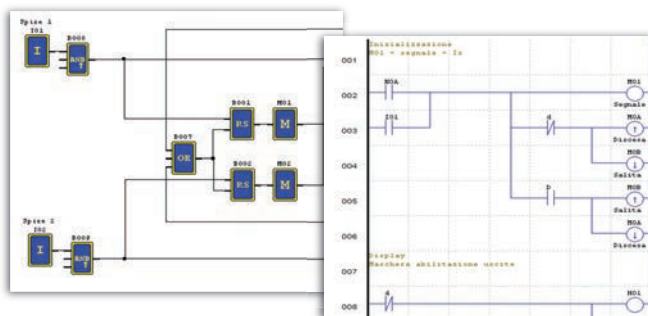 Spira 1
I01
I
B008
AND
↑
B001
M01
RS
M
B007
OR
B002
M02
RS
M
Spira 2
I02
I
B009
AND
↑
Inizializzazione
M01 = segnale -
001
M0A
M01
002
Segnale
I01
d
M0A
003
Discesa
M0B
004
Salita
D
M0B
005
Salita
M0A
006
Discesa
Display
007
Maschera abilitazione uscite
d
M01
008